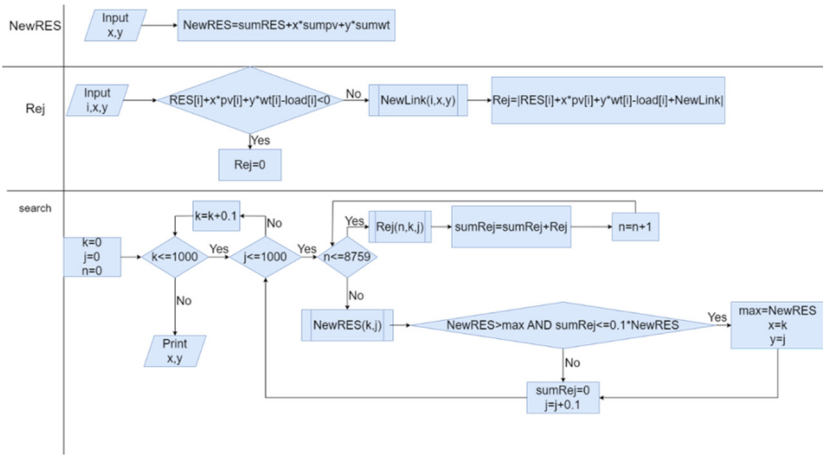 NewRES
Input
x,y
NewRES=sumRES+x*sumpv+y*sumwt
Rej
Input
i,x,y
RES[i]+x*pv[i]+y*wt[i]-load[i]<0
No
NewLink(i,x,y)
Rej=|RES[i]+x*pv[i]+y*wt[i]-load[i]+NewLink|
Yes
Rej=0
search
k=0
j=0
n=0
k<=1000
k=k+0.1
No
Yes
j<=1000
Yes
n<=8759
Yes
Rej(n,k,j)
sumRej=sumRej+Rej
n=n+1
No
Print
x,y
No
NewRES(k,j)
NewRES>max AND sumRej<=0.1*NewRES
Yes
max=NewRES
x=k
y=j
No
sumRej=0
j=j+0.1